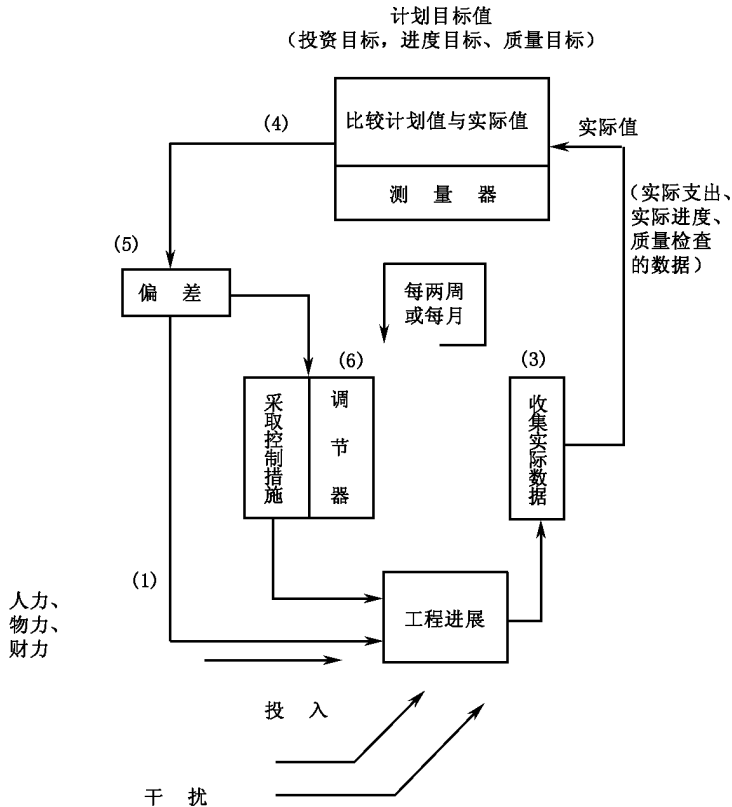 计划目标值
（投资目标，进度目标、质量目标）
(4)
比较计划值与实际值
实际值
测 量 器
（实际支出、
实际进度、
质量检查
的数据）
(5)
偏 差
每两周
或每月
(6)
(3)
采取控制措施
调节器
收集实际数据
(1)
人力、
物力、
财力
工程进展
投 入
干 扰